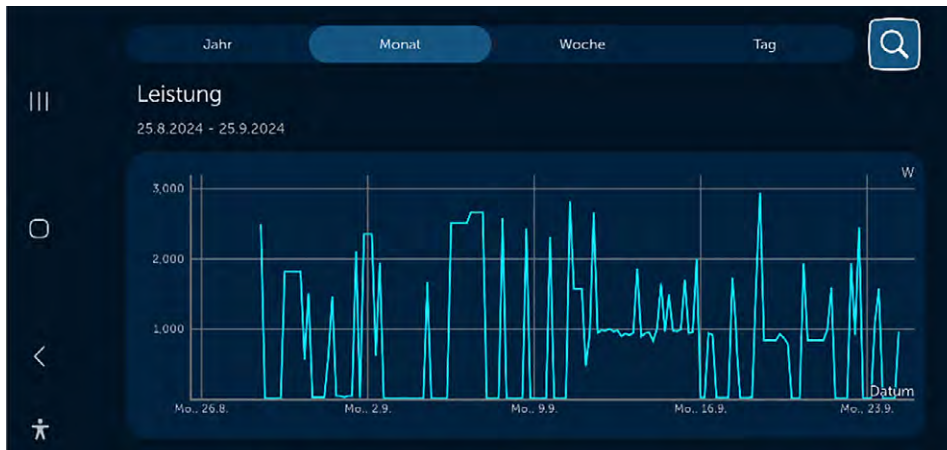 Jahr Monat Woche Tag
Leistung
25.8.2024 - 25.9.2024
W
3,000
2,000
1,000
Datum
Mo.. 26.8. Mo.. 2.9. Mo.. 9.9. Mo.. 16.9. Mo.. 23.9.